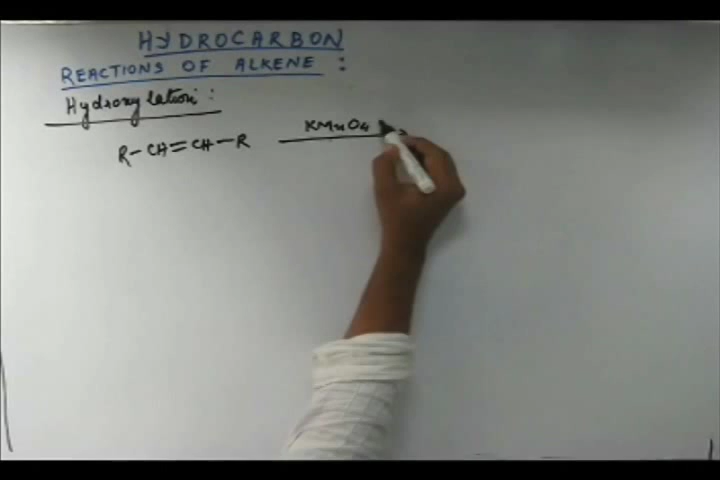 HYDROCARBON
REACTIONS OF ALKENE :
Hydroxylation :
R-CH=CH-R KMnO4